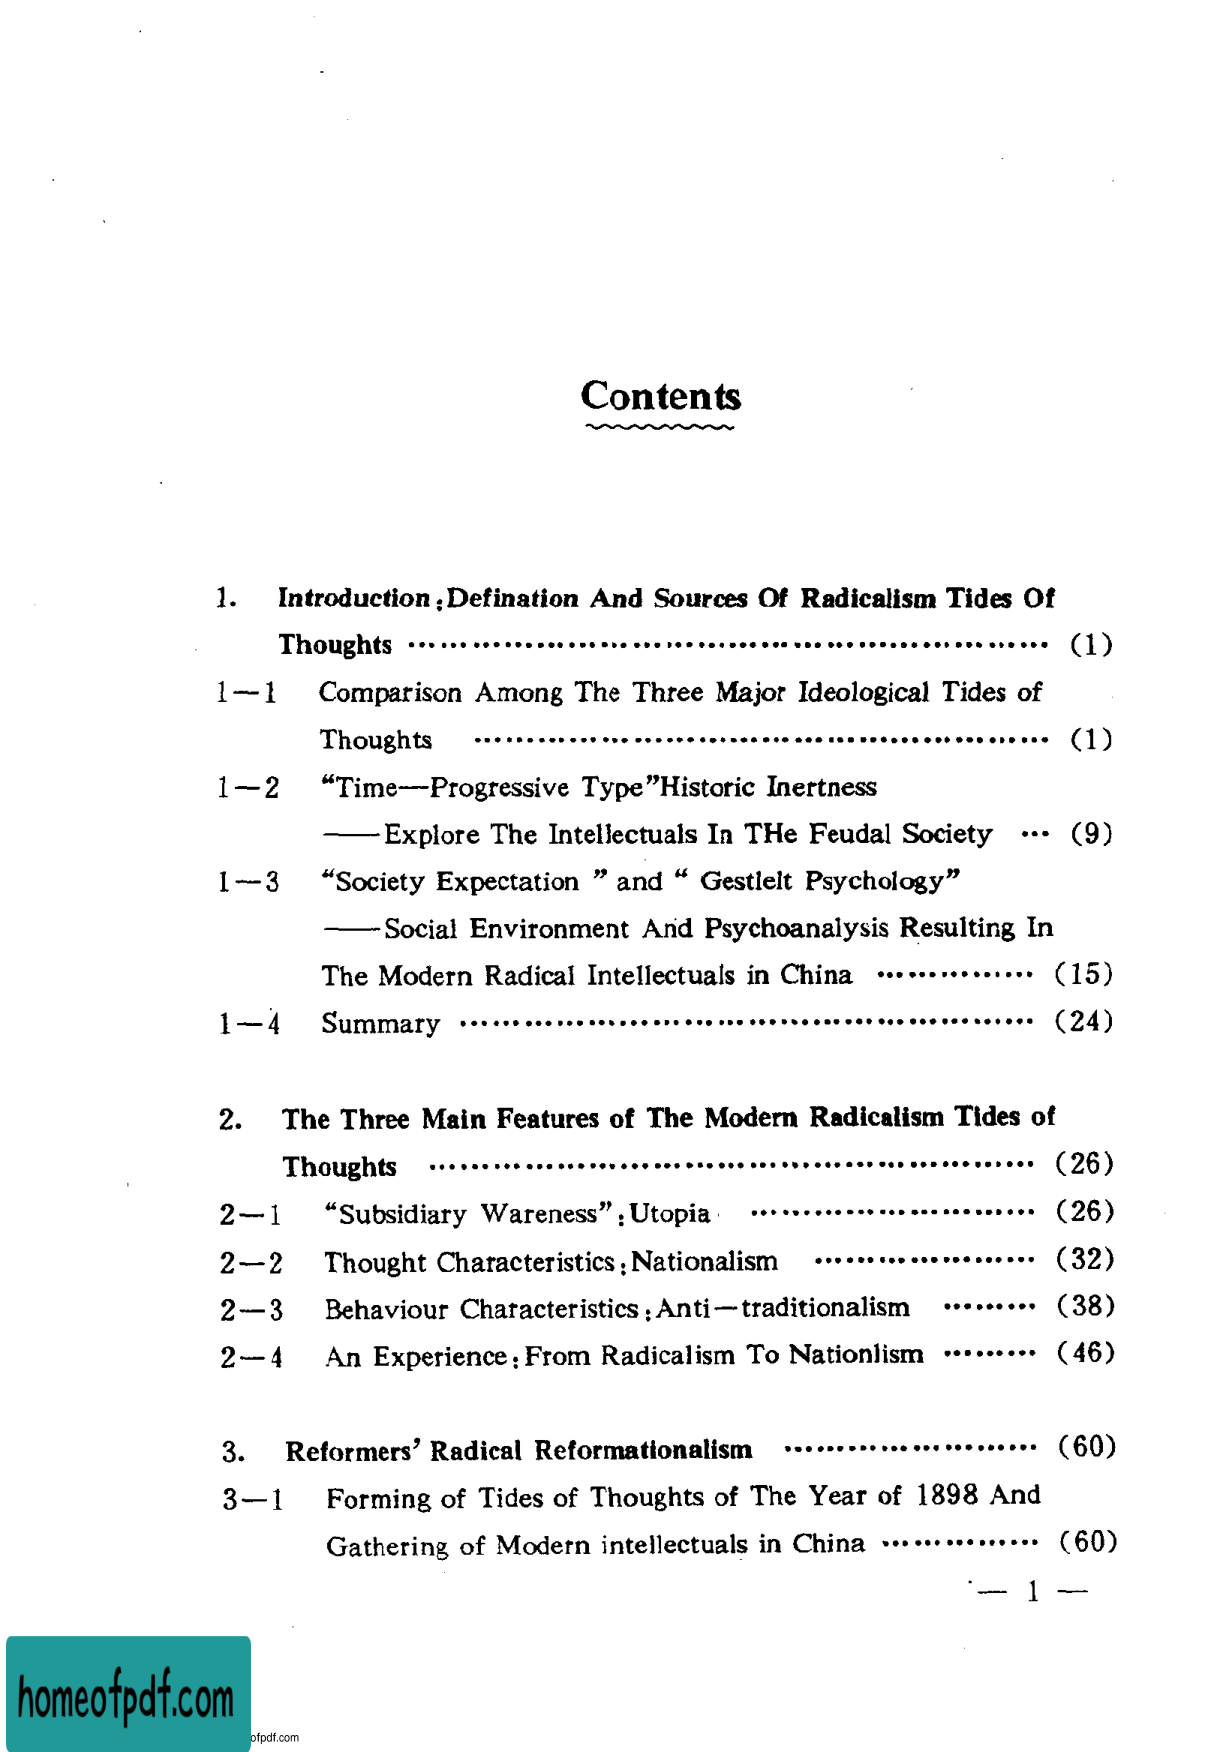 Contents
1. Introduction:Defination And Sources Of Radicalism Tides Of
Thoughts ………………………………………………………… (1)
1—1 Comparison Among The Three Major Ideological Tides of
Thoughts ………………………………………………… (1)
1—2 “Time—Progressive Type”Historic Inertness
——Explore The Intellectuals In THe Feudal Society … (9)
1—3 “Society Expectation ” and “ Gestlelt Psychology”
——Social Environment And Psychoanalysis Resulting In
The Modern Radical Intellectuals in China …………… (15)
1—4 Summary ………………………………………………… (24)
2. The Three Main Features of The Modern Radicalism Tides of
Thoughts …………………………………………………… (26)
2—1 “Subsidiary Wareness”:Utopia ……………………… (26)
2—2 Thought Characteristics:Nationalism ………………… (32)
2—3 Behaviour Characteristics:Anti—traditionalism ……… (38)
2—4 An Experience:From Radicalism To Nationlism ……… (46)
3. Reformers’ Radical Reformationalism …………………… (60)
3—1 Forming of Tides of Thoughts of The Year of 1898 And
Gathering of Modern intellectuals in China …………… (60)
— 1 —
homeofpdf.com
ofpdf.com